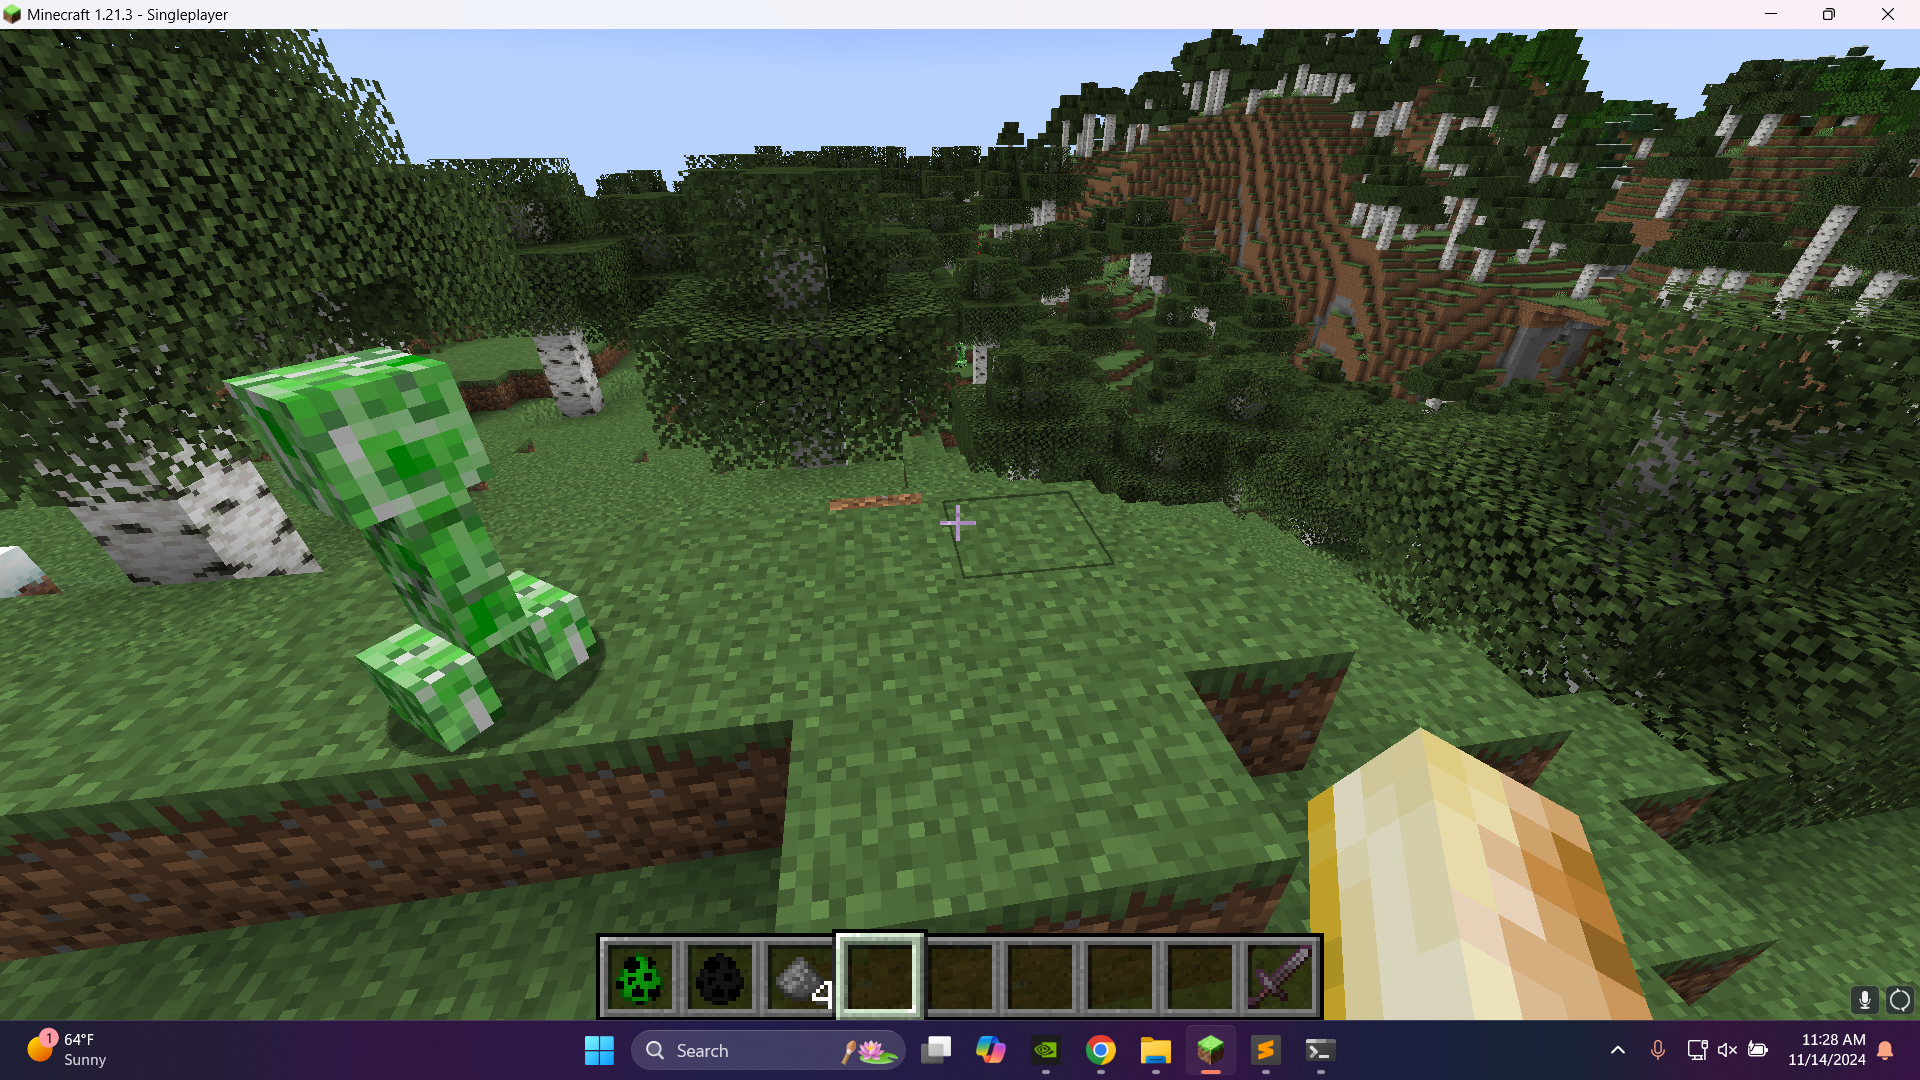 Minecraft 1.21.3 - Singleplayer
4
1
64°F
Sunny
Search
11:28 AM
11/14/2024